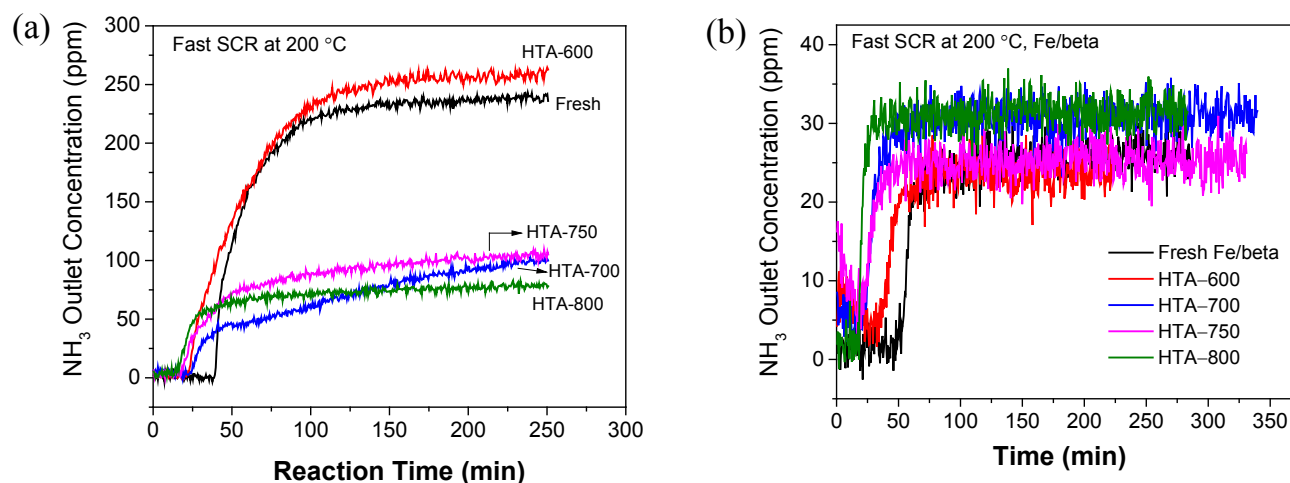 (a)
Fast SCR at 200 °C
HTA-600
Fresh
HTA-750
HTA-700
HTA-800
NH3 Outlet Concentration (ppm)
300
250
200
150
100
50
0
0 50 100 150 200 250 300
Reaction Time (min)
(b)
Fast SCR at 200 °C, Fe/beta
NH3 Outlet Concentration (ppm)
40
30
20
10
0
Fresh Fe/beta
HTA−600
HTA−700
HTA−750
HTA−800
0 50 100 150 200 250 300 350
Time (min)